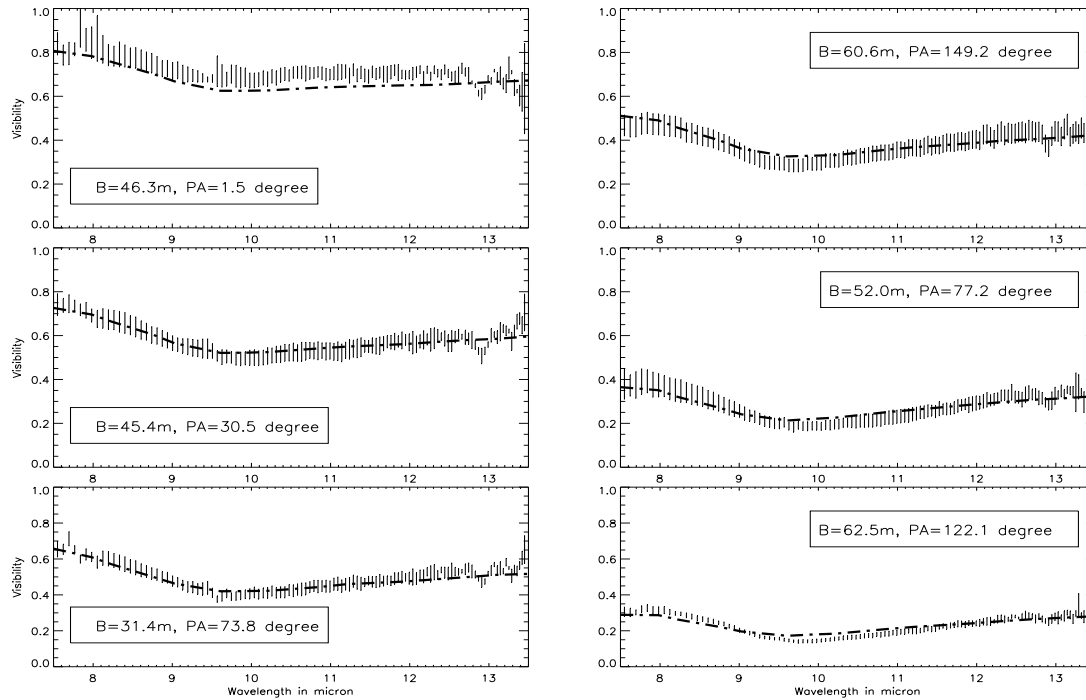 1.0
0.8
0.6
0.4
0.2
0.0
Visibility
B=46.3m, PA=1.5 degree
8 9 10 11 12 13
1.0
0.8
0.6
0.4
0.2
0.0
Visibility
B=45.4m, PA=30.5 degree
8 9 10 11 12 13
1.0
0.8
0.6
0.4
0.2
0.0
Visibility
B=31.4m, PA=73.8 degree
8 9 10 11 12 13
Wavelength in micron
1.0
0.8
0.6
0.4
0.2
0.0
B=60.6m, PA=149.2 degree
8 9 10 11 12 13
1.0
0.8
0.6
0.4
0.2
0.0
B=52.0m, PA=77.2 degree
8 9 10 11 12 13
1.0
0.8
0.6
0.4
0.2
0.0
B=62.5m, PA=122.1 degree
8 9 10 11 12 13
Wavelength in micron